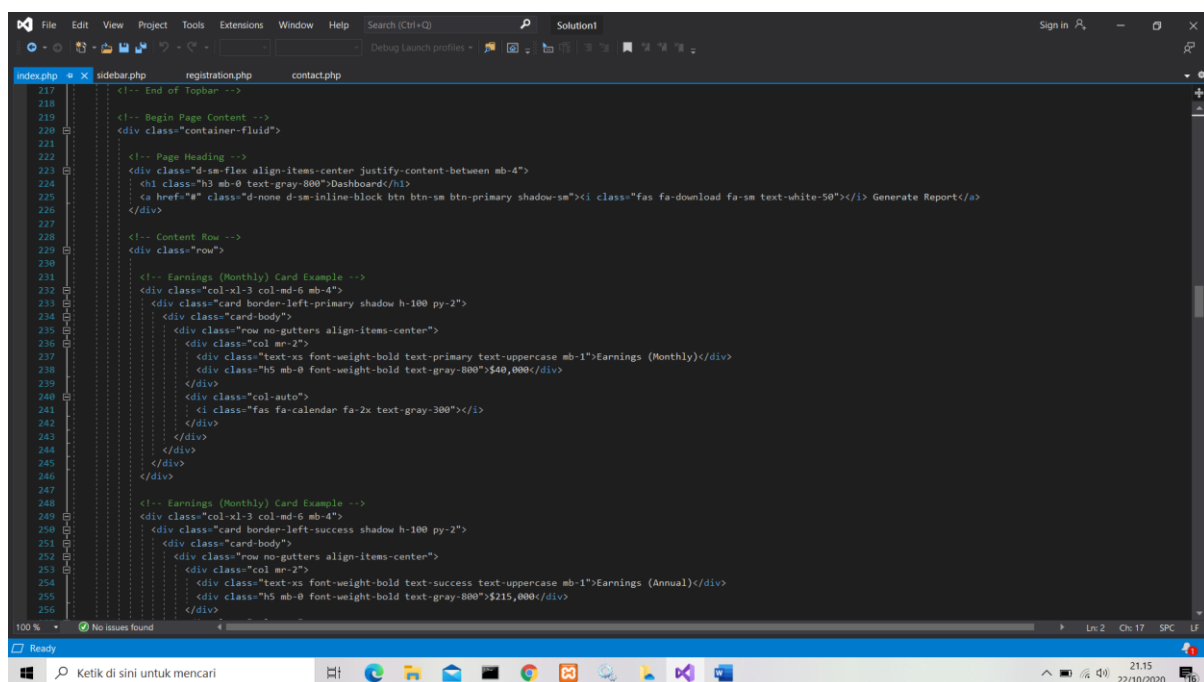 File Edit View Project Tools Extensions Window Help Search (Ctrl+Q) Solution1 Sign in
Debug Launch profiles
index.php sidebar.php registration.php contact.php
217 <!-- End of Topbar -->
218
219 <!-- Begin Page Content -->
220 <div class="container-fluid">
221
222 <!-- Page Heading -->
223 <div class="d-sm-flex align-items-center justify-content-between mb-4">
224 <h1 class="h3 mb-0 text-gray-800">Dashboard</h1>
225 <a href="#" class="d-none d-sm-inline-block btn btn-sm btn-primary shadow-sm"><i class="fas fa-download fa-sm text-white-50"></i> Generate Report</a>
226 </div>
227
228 <!-- Content Row -->
229 <div class="row">
230
231 <!-- Earnings (Monthly) Card Example -->
232 <div class="col-xl-3 col-md-6 mb-4">
233 <div class="card border-left-primary shadow h-100 py-2">
234 <div class="card-body">
235 <div class="row no-gutters align-items-center">
236 <div class="col mr-2">
237 <div class="text-xs font-weight-bold text-primary text-uppercase mb-1">Earnings (Monthly)</div>
238 <div class="h5 mb-0 font-weight-bold text-gray-800">$40,000</div>
239 </div>
240 <div class="col-auto">
241 <i class="fas fa-calendar fa-2x text-gray-300"></i>
242 </div>
243 </div>
244 </div>
245 </div>
246 </div>
247
248 <!-- Earnings (Monthly) Card Example -->
249 <div class="col-xl-3 col-md-6 mb-4">
250 <div class="card border-left-success shadow h-100 py-2">
251 <div class="card-body">
252 <div class="row no-gutters align-items-center">
253 <div class="col mr-2">
254 <div class="text-xs font-weight-bold text-success text-uppercase mb-1">Earnings (Annual)</div>
255 <div class="h5 mb-0 font-weight-bold text-gray-800">$215,000</div>
256 </div>
100 % No issues found Ln: 2 Ch: 17 SPC LF
Ready 1
Ketik di sini untuk mencari 21.15
22/10/2020 16